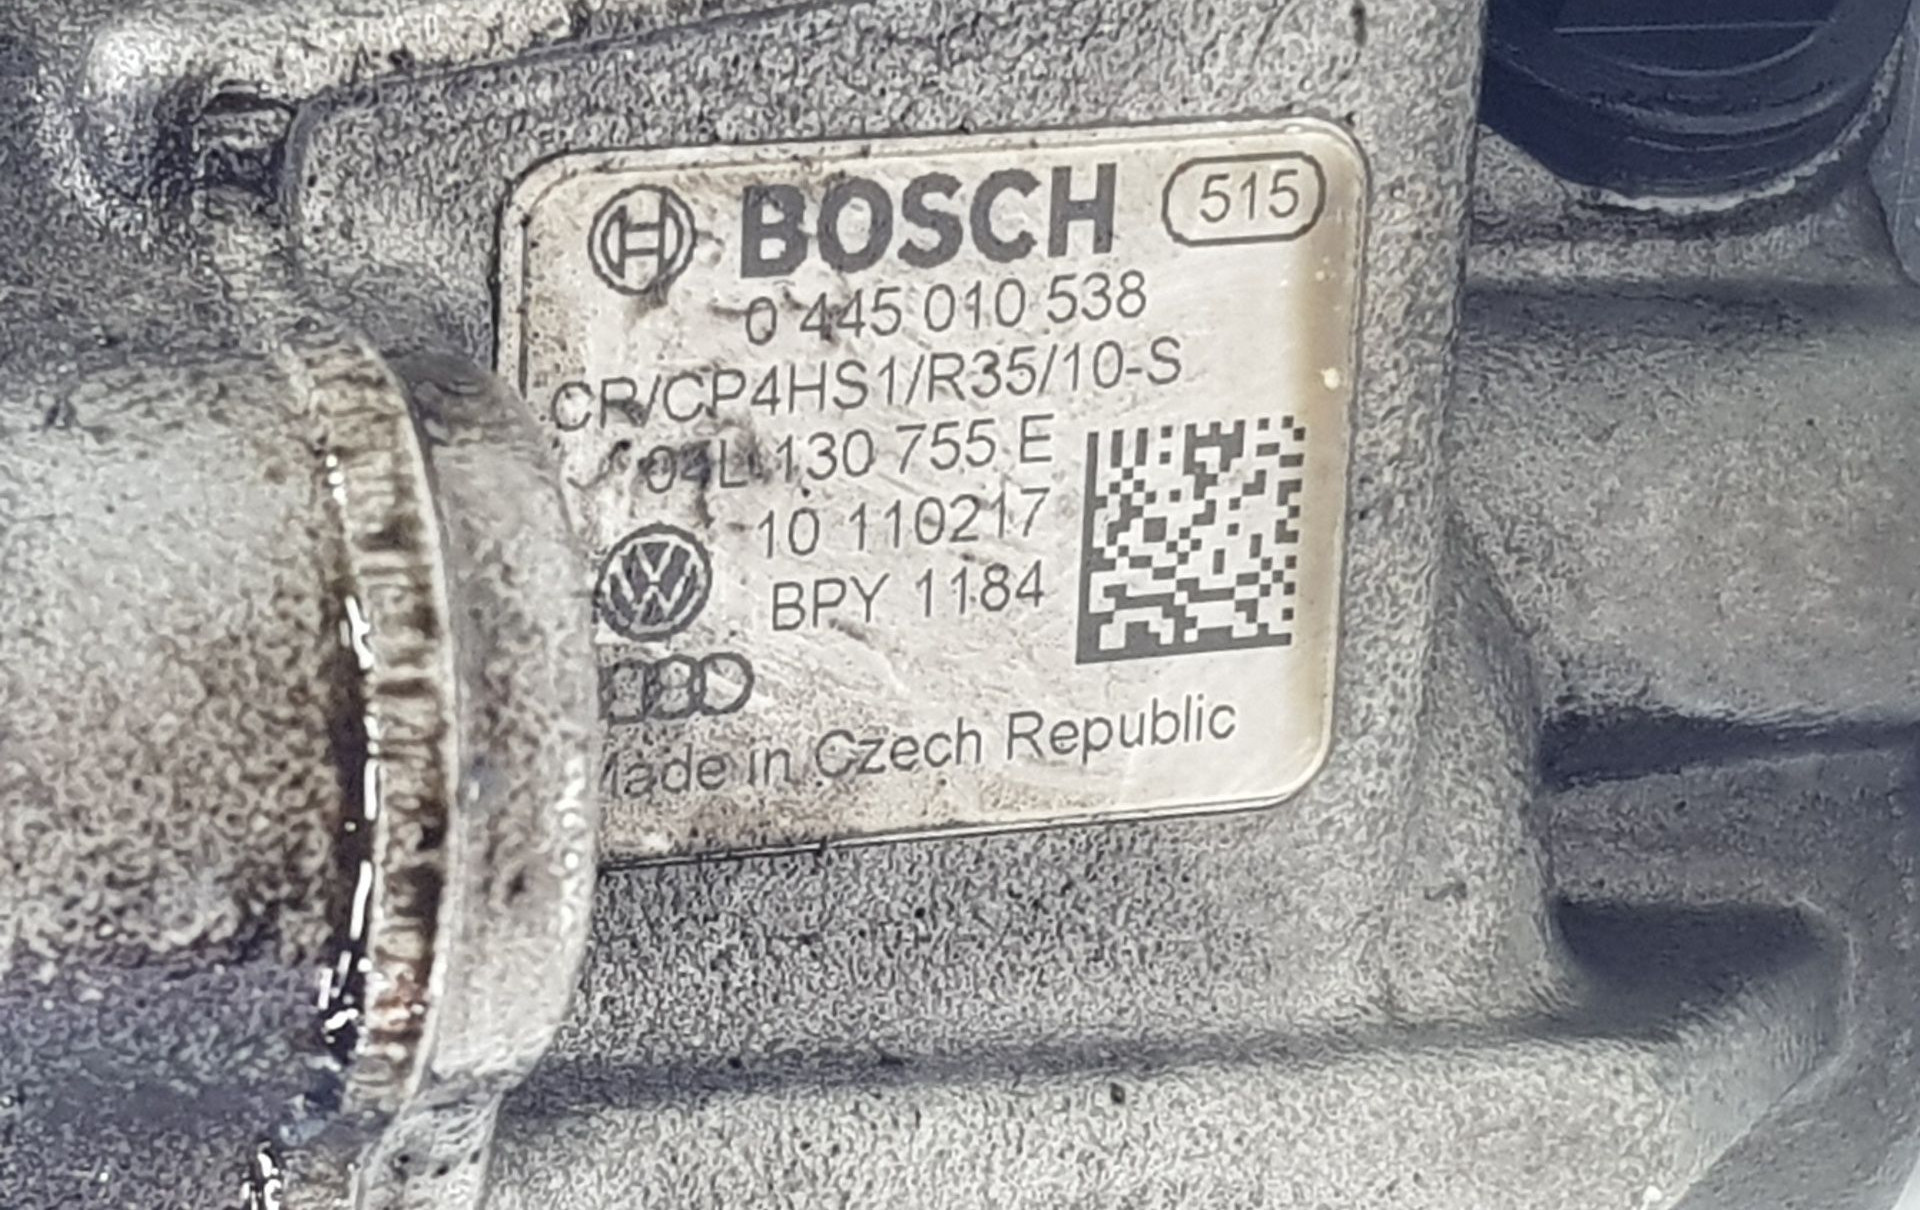 BOSCH 515
0 445 010 538
CR/CP4HS1/R35/10-S
04L 130 755 E
10 110217
BPY 1184
Made in Czech Republic